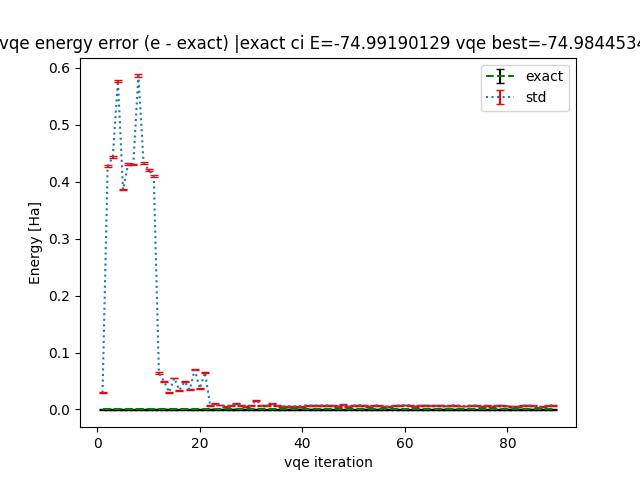 vqe energy error (e - exact) |exact ci E=-74.99190129 vqe best=-74.9844534
exact
std
Energy [Ha]
0.6
0.5
0.4
0.3
0.2
0.1
0.0
0 20 40 60 80
vqe iteration